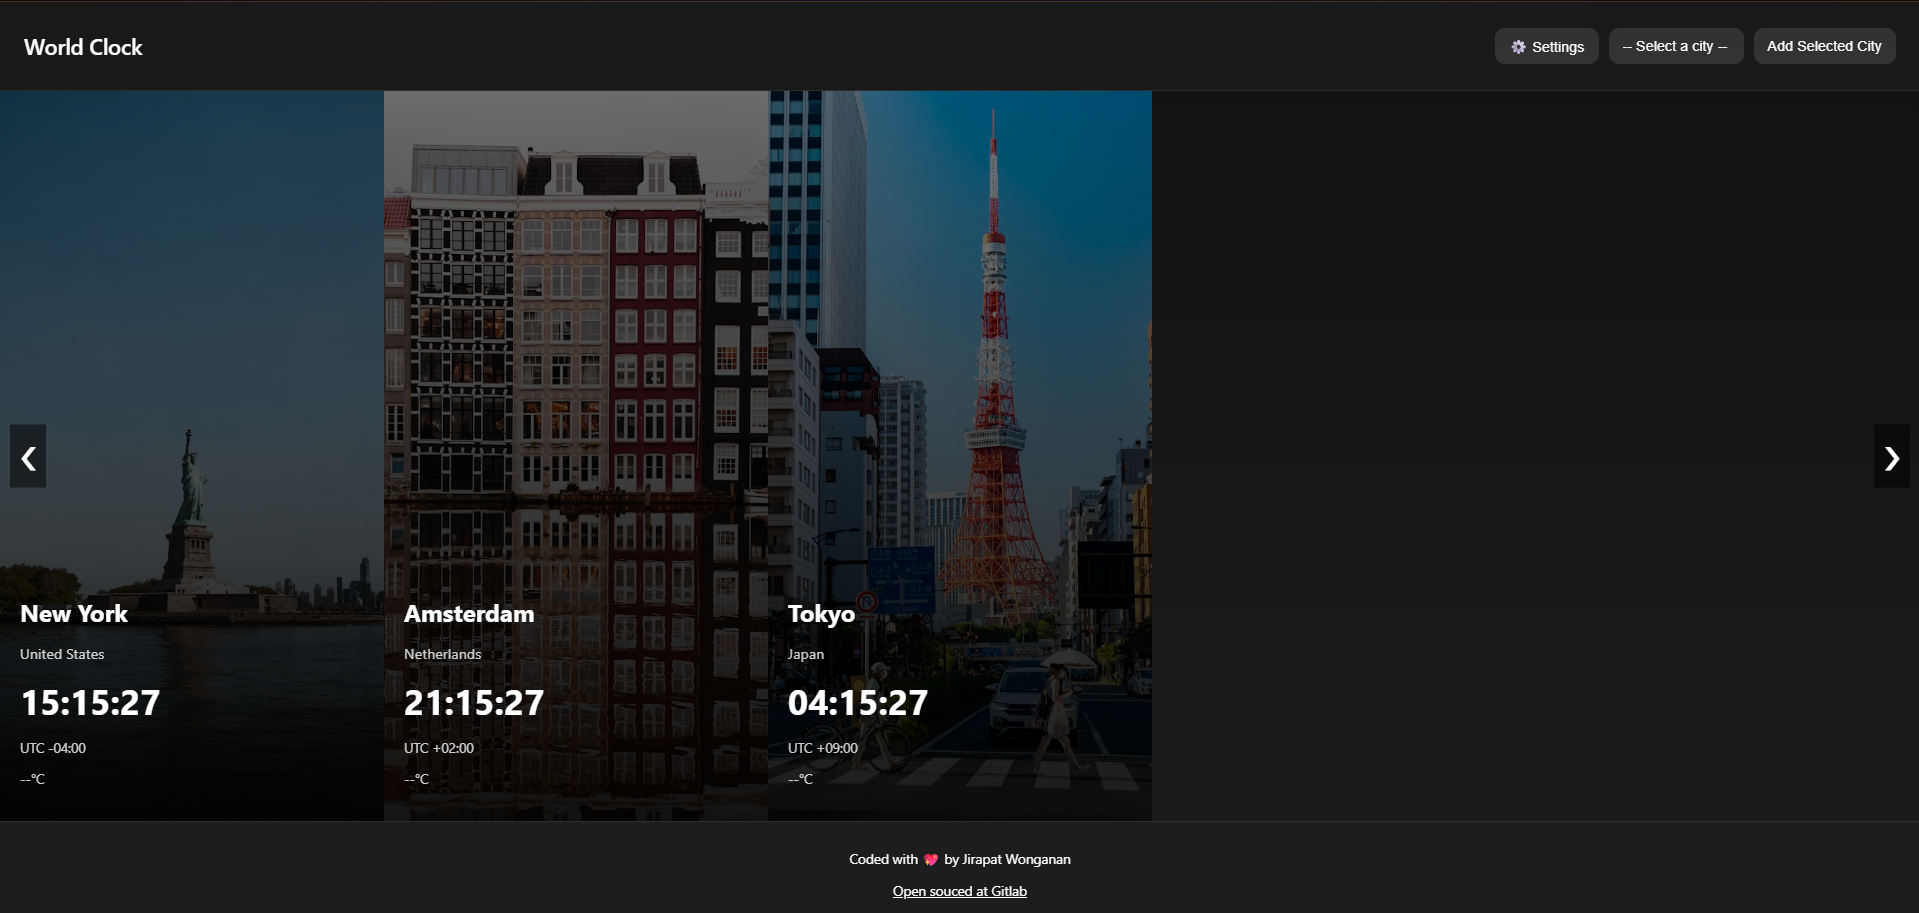 World Clock
Settings
-- Select a city --
Add Selected City
New York
United States
15:15:27
UTC -04:00
--°C
Amsterdam
Netherlands
21:15:27
UTC +02:00
--°C
Tokyo
Japan
04:15:27
UTC +09:00
--°C
Coded with 💖 by Jirapat Wonganan
Open souced at Gitlab